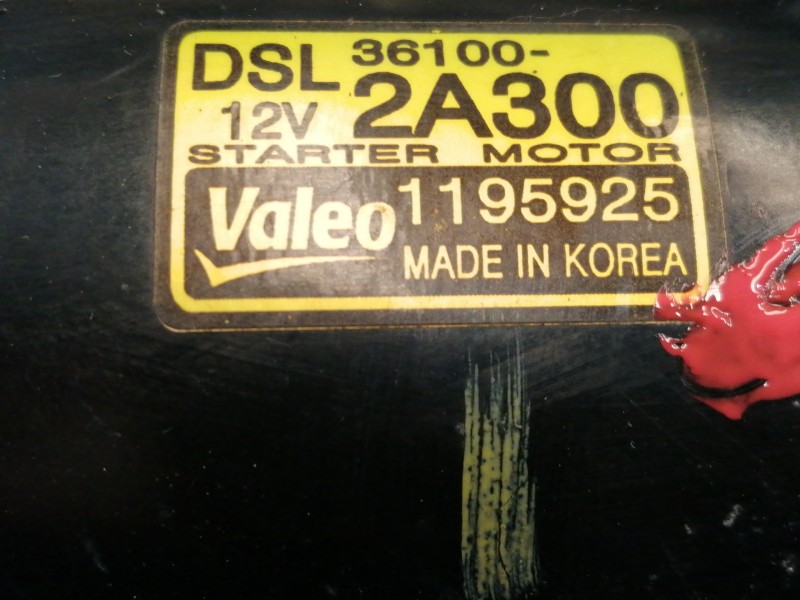 DSL 36100-
12V 2A300
STARTER MOTOR
Valeo 1195925
MADE IN KOREA